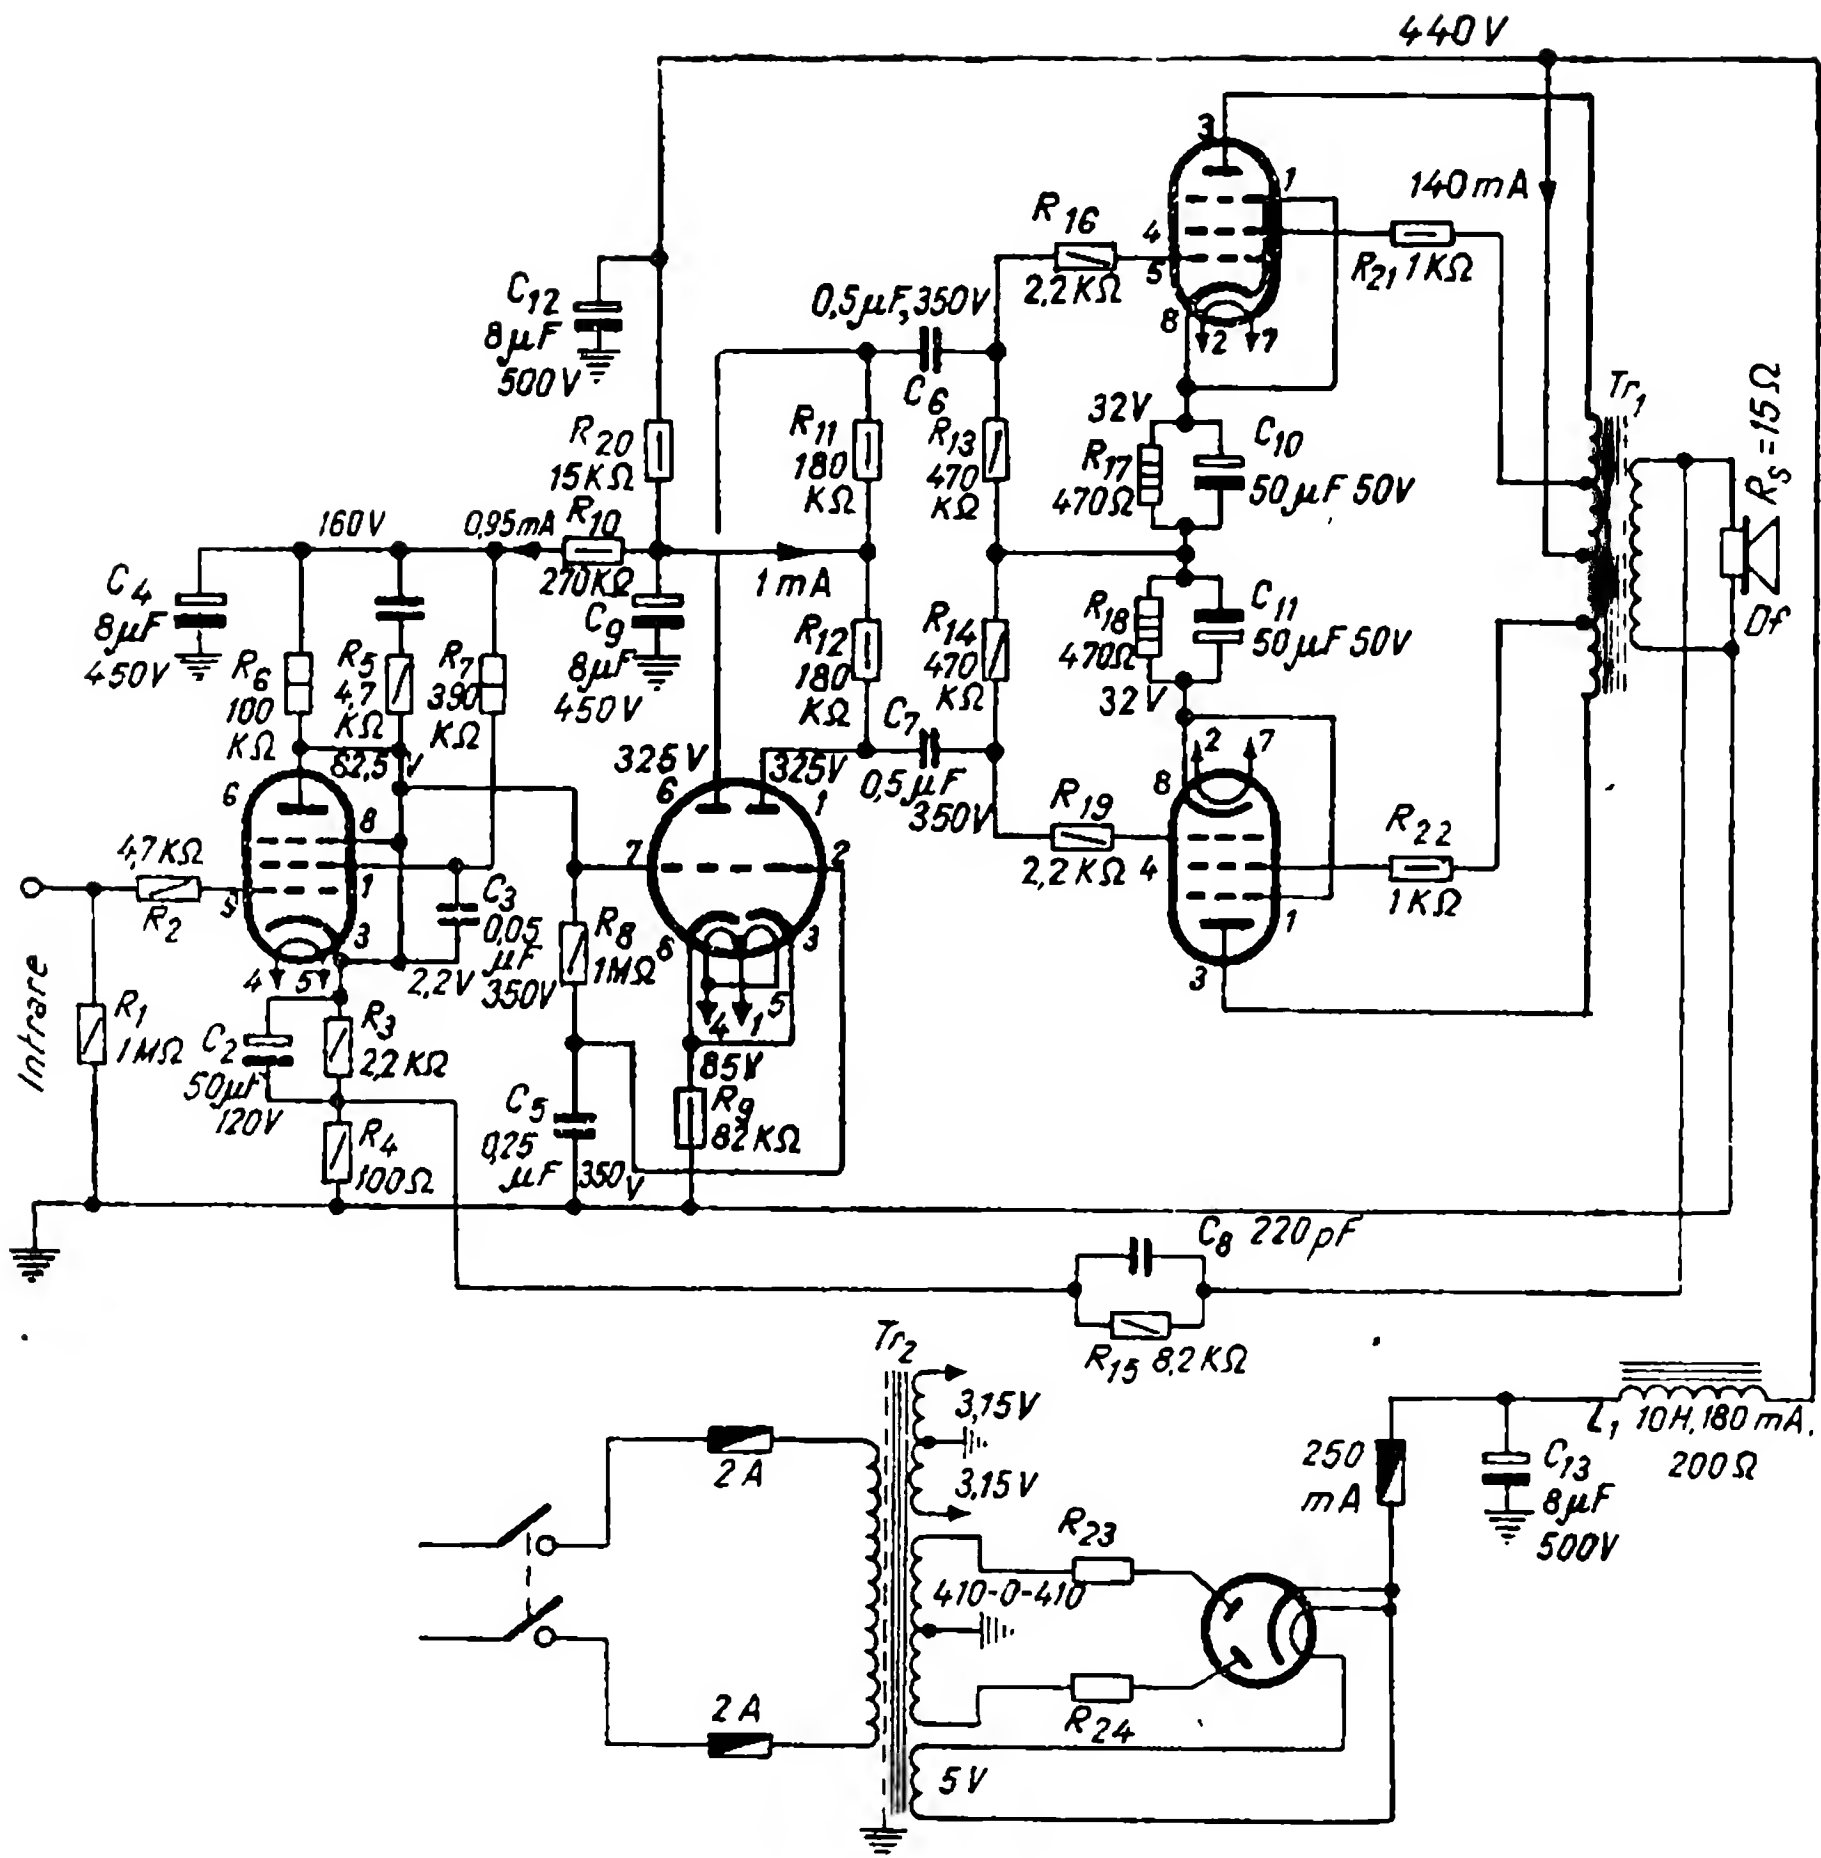 440V
3
1
140mA
R16
4
5
2,2KΩ
R21 1KΩ
C12
8µF
500V
0,5µF,350V
8
2
7
C6
Tr1
RS=15Ω
32V
R20
15KΩ
R11
180
KΩ
R13
470
KΩ
R17
470Ω
C10
50µF 50V
160V
0,95mA
R10
270KΩ
1mA
C4
8µF
450V
C9
8µF
450V
R12
180
KΩ
R14
470
KΩ
R18
470Ω
C11
50µF 50V
32V
Df
R6
100
KΩ
R5
4,7
KΩ
R7
390
KΩ
62,5V
325V
325V
C7
0,5µF
350V
2
7
8
6
8
6
1
R19
2,2KΩ
4
R22
1KΩ
1
3
4,7KΩ
R2
9
1
7
2
C3
0,05
µF
350V
3
4
5
2,2V
R8
1MΩ
8
3
5
4
1
Intrare
R1
1MΩ
C2
50µF
120V
R3
2,2KΩ
R4
100Ω
85V
R9
82KΩ
C5
0,25
µF 350V
C8 220pF
R15 8,2KΩ
Tr2
3,15V
3,15V
2A
L1 10H,180mA.
200Ω
250
mA
C13
8µF
500V
R23
410-0-410
R24
2A
5V